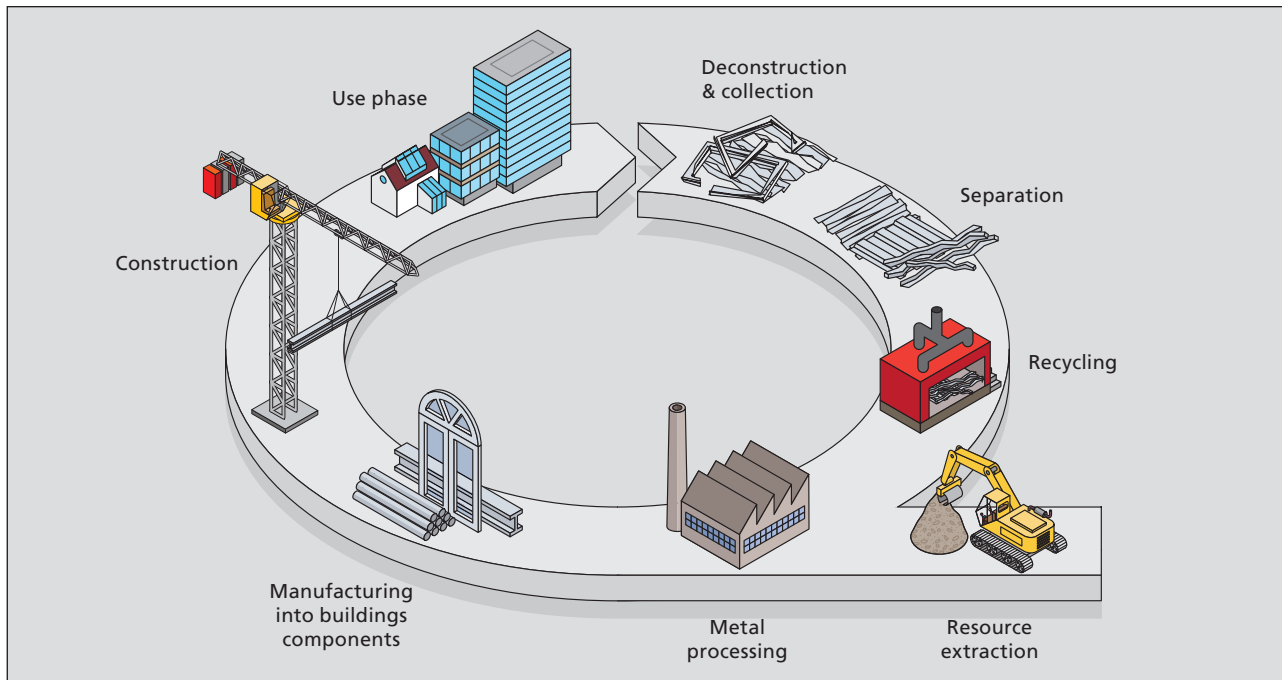 Deconstruction
& collection
Use phase
Separation
Construction
Recycling
Manufacturing
into buildings
components
Metal
processing
Resource
extraction